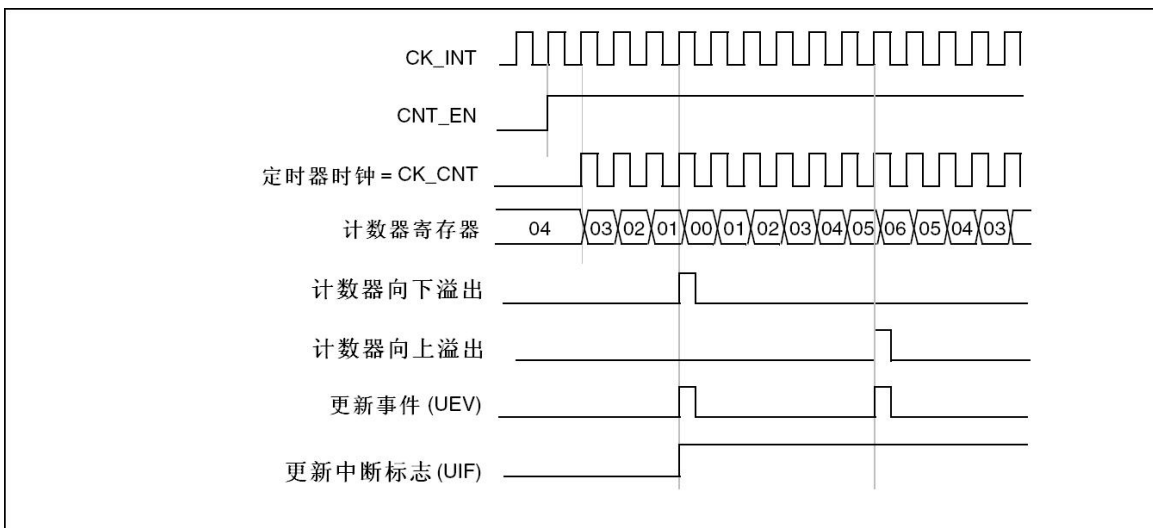 CK_INT
CNT_EN
定时器时钟 = CK_CNT
计数器寄存器 04 03 02 01 00 01 02 03 04 05 06 05 04 03
计数器向下溢出
计数器向上溢出
更新事件 (UEV)
更新中断标志 (UIF)